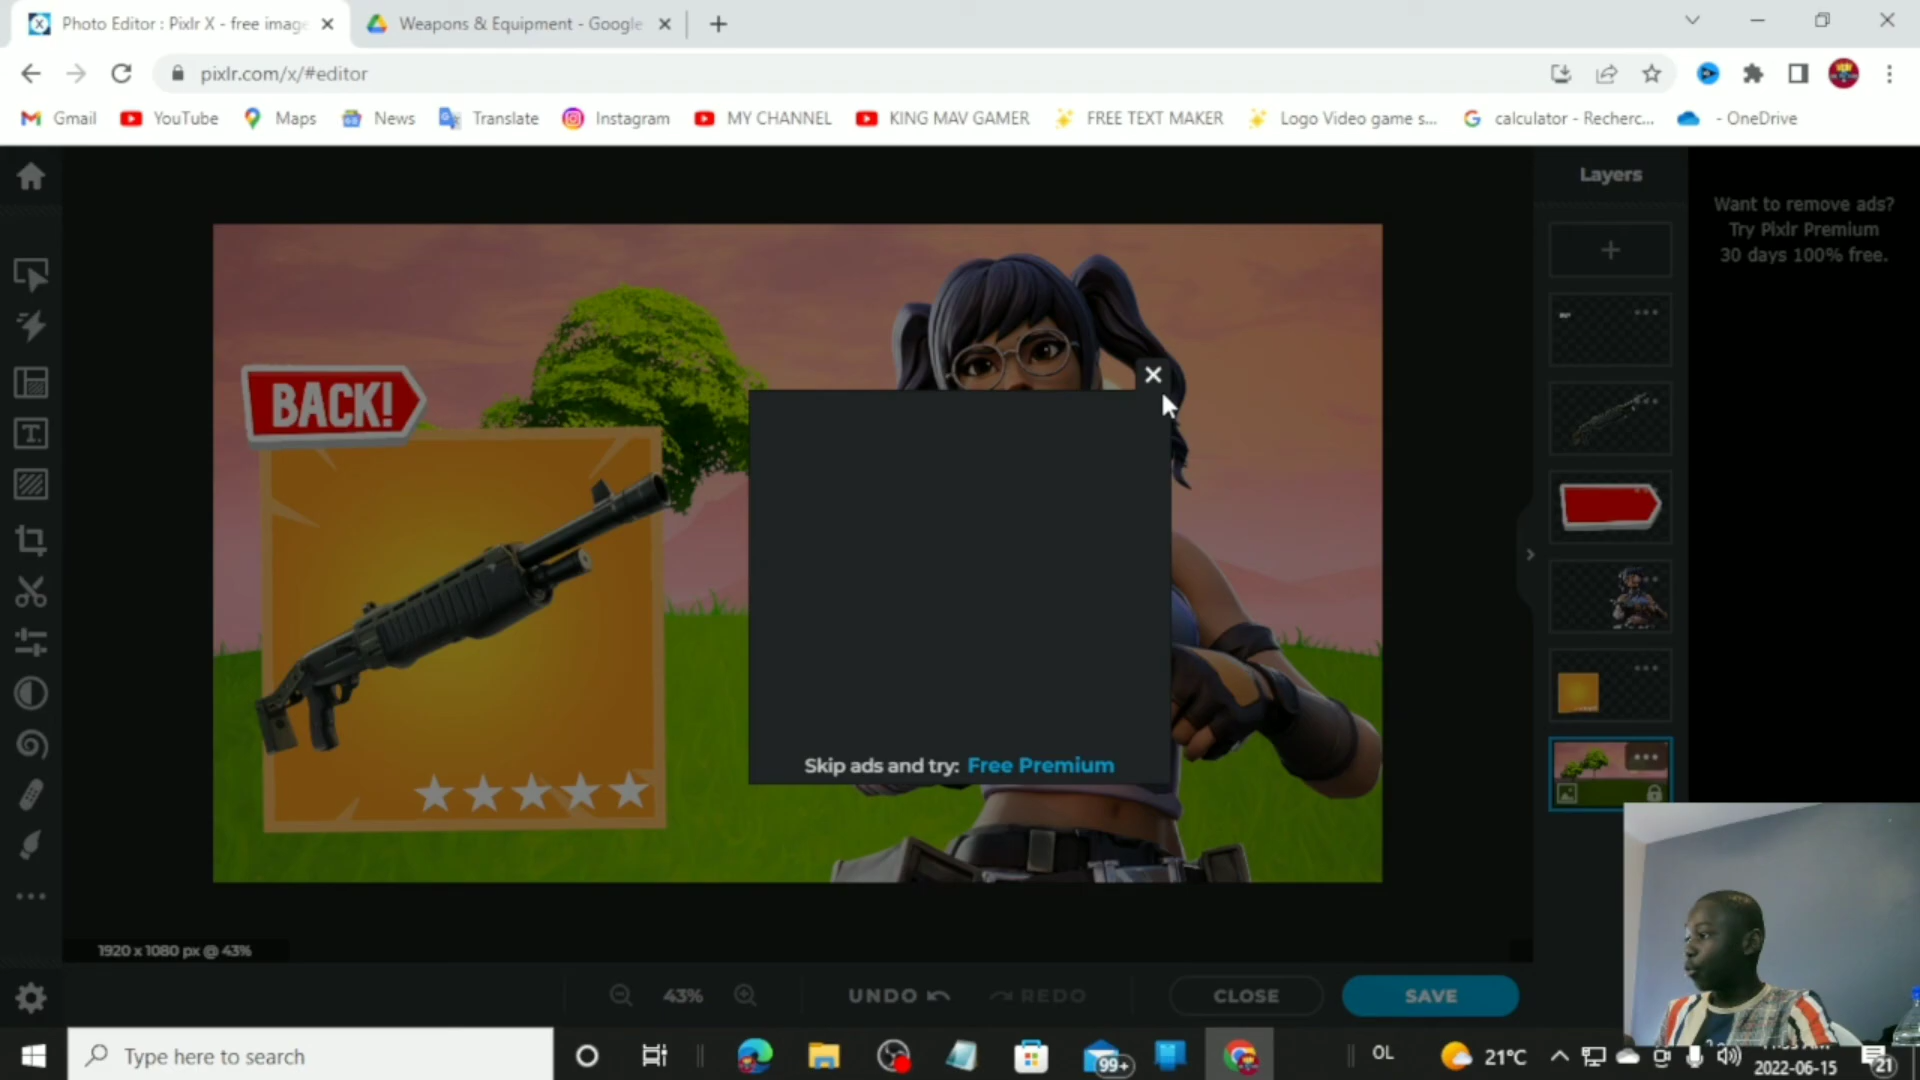 Photo Editor : Pixlr X - free image
Weapons & Equipment - Google
pixlr.com/x/#editor
Gmail
YouTube
Maps
News
Translate
Instagram
MY CHANNEL
KING MAV GAMER
FREE TEXT MAKER
Logo Video game s...
calculator - Recherc...
- OneDrive
Layers
Want to remove ads?
Try Pixlr Premium
30 days 100% free.
BACK!
Skip ads and try: Free Premium
1920 x 1080 px @ 43%
43%
UNDO
REDO
CLOSE
SAVE
Type here to search
99+
OL
21°C
2022-06-15
21